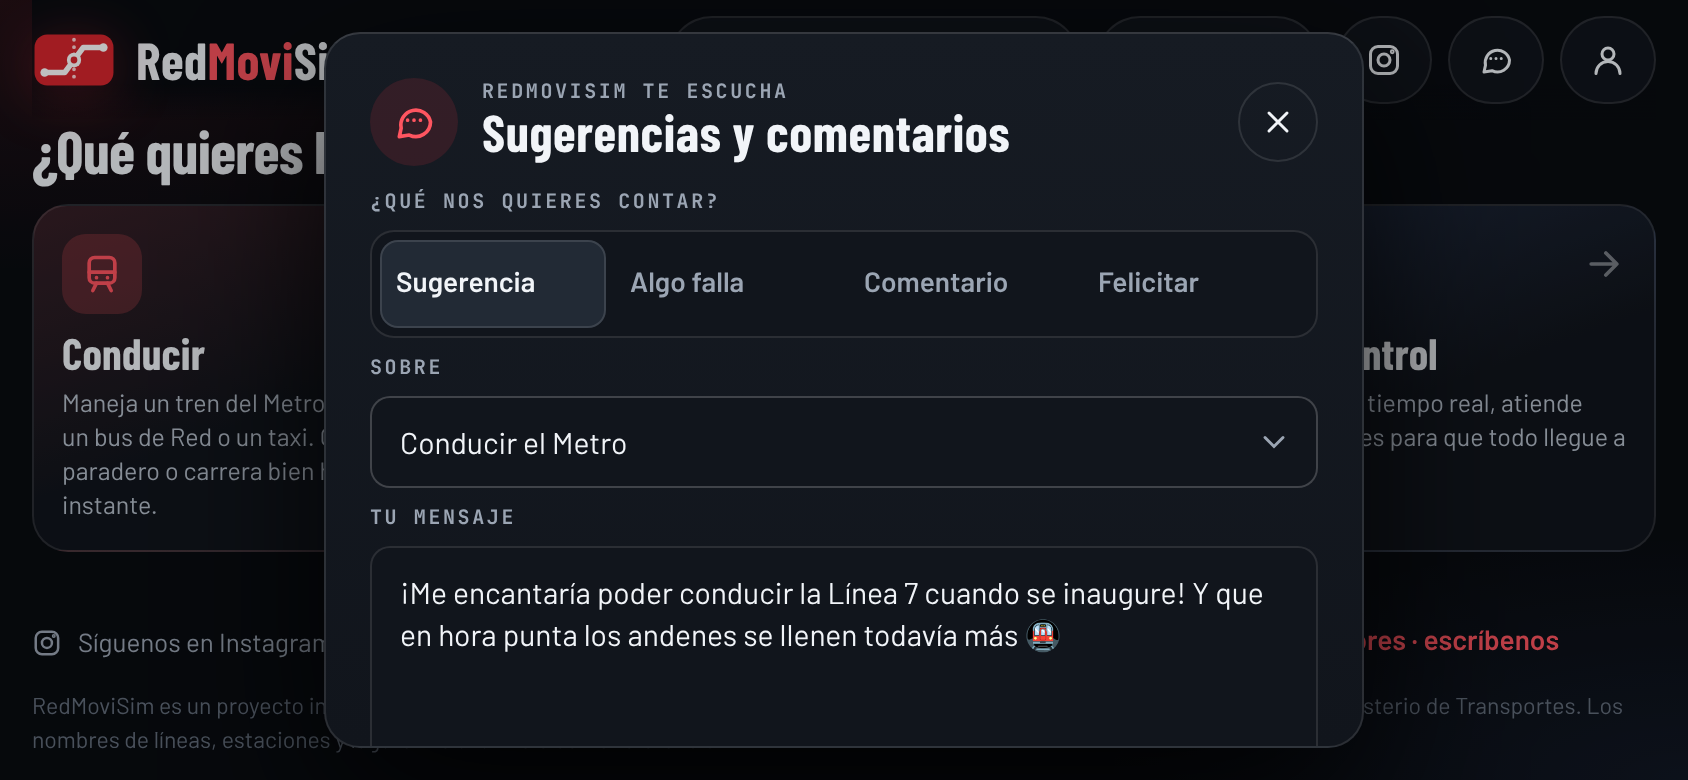 RedMoviSi
REDMOVISIM TE ESCUCHA
Sugerencias y comentarios
¿Qué quieres
¿QUÉ NOS QUIERES CONTAR?
Sugerencia Algo falla Comentario Felicitar
Conducir
Maneja un tren del Metro
un bus de Red o un taxi.
paradero o carrera bien
instante.
SOBRE
Conducir el Metro
ntrol
tiempo real, atiende
es para que todo llegue a
TU MENSAJE
¡Me encantaría poder conducir la Línea 7 cuando se inaugure! Y que
en hora punta los andenes se llenen todavía más 🚇
Síguenos en Instagram
res · escríbenos
RedMoviSim es un proyecto in
sterio de Transportes. Los
nombres de líneas, estaciones y